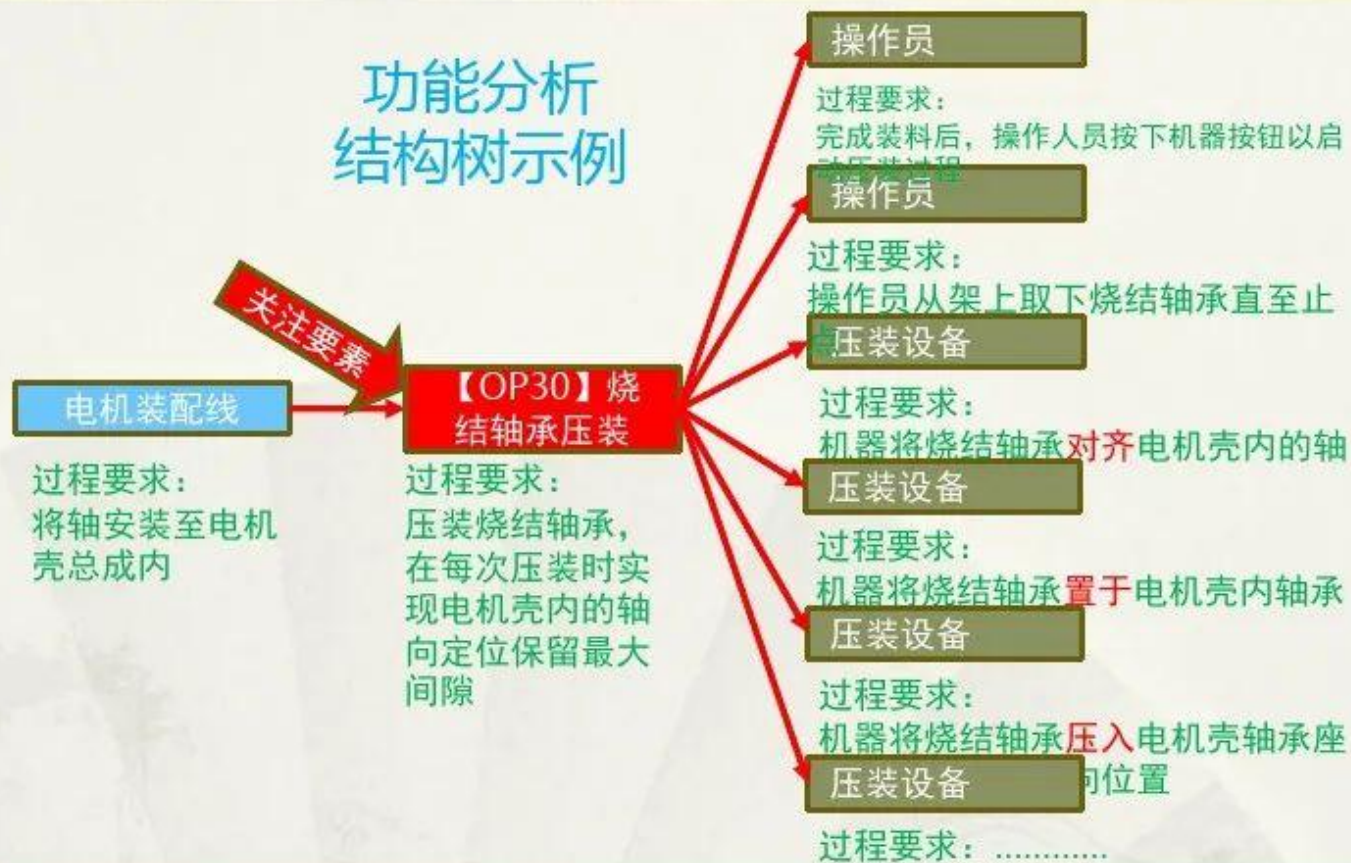 功能分析
结构树示例
关注要素
电机装配线
过程要求：
将轴安装至电机
壳总成内
【OP30】烧
结轴承压装
过程要求：
压装烧结轴承，
在每次压装时实
现电机壳内的轴
向定位保留最大
间隙
操作员
过程要求：
完成装料后，操作人员按下机器按钮以启
动压装过程
操作员
过程要求：
操作员从架上取下烧结轴承直至止
点
压装设备
过程要求：
机器将烧结轴承对齐电机壳内的轴
压装设备
过程要求：
机器将烧结轴承置于电机壳内轴承
压装设备
过程要求：
机器将烧结轴承压入电机壳轴承座
位置
压装设备
过程要求：…………